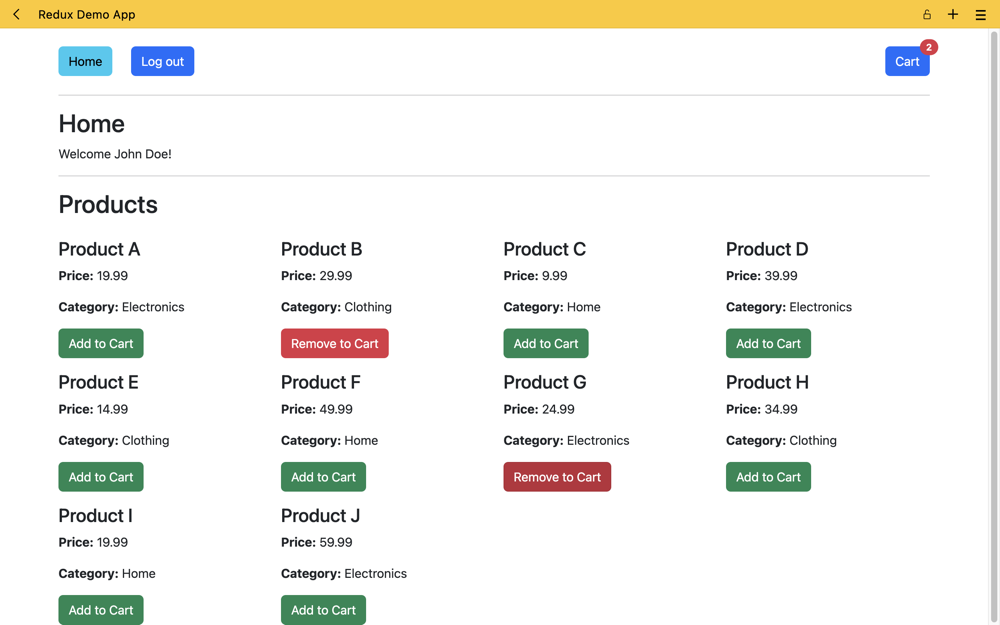 Redux Demo App
Home Log out Cart 2
Home
Welcome John Doe!
Products
Product A Product B Product C Product D
Price: 19.99 Price: 29.99 Price: 9.99 Price: 39.99
Category: Electronics Category: Clothing Category: Home Category: Electronics
Add to Cart Remove to Cart Add to Cart Add to Cart
Product E Product F Product G Product H
Price: 14.99 Price: 49.99 Price: 24.99 Price: 34.99
Category: Clothing Category: Home Category: Electronics Category: Clothing
Add to Cart Add to Cart Remove to Cart Add to Cart
Product I Product J
Price: 19.99 Price: 59.99
Category: Home Category: Electronics
Add to Cart Add to Cart